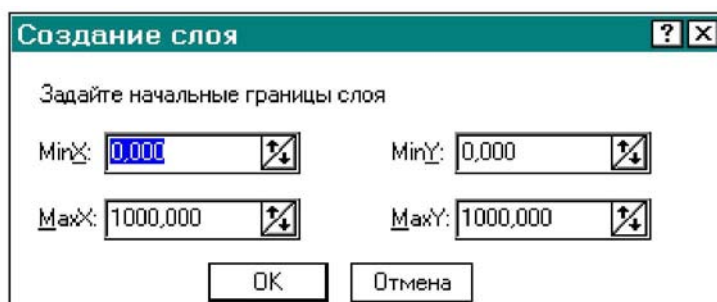 Создание слоя
Задайте начальные границы слоя
MinX: 0,000 MinY: 0,000
MaxX: 1000,000 MaxY: 1000,000
OK Отмена